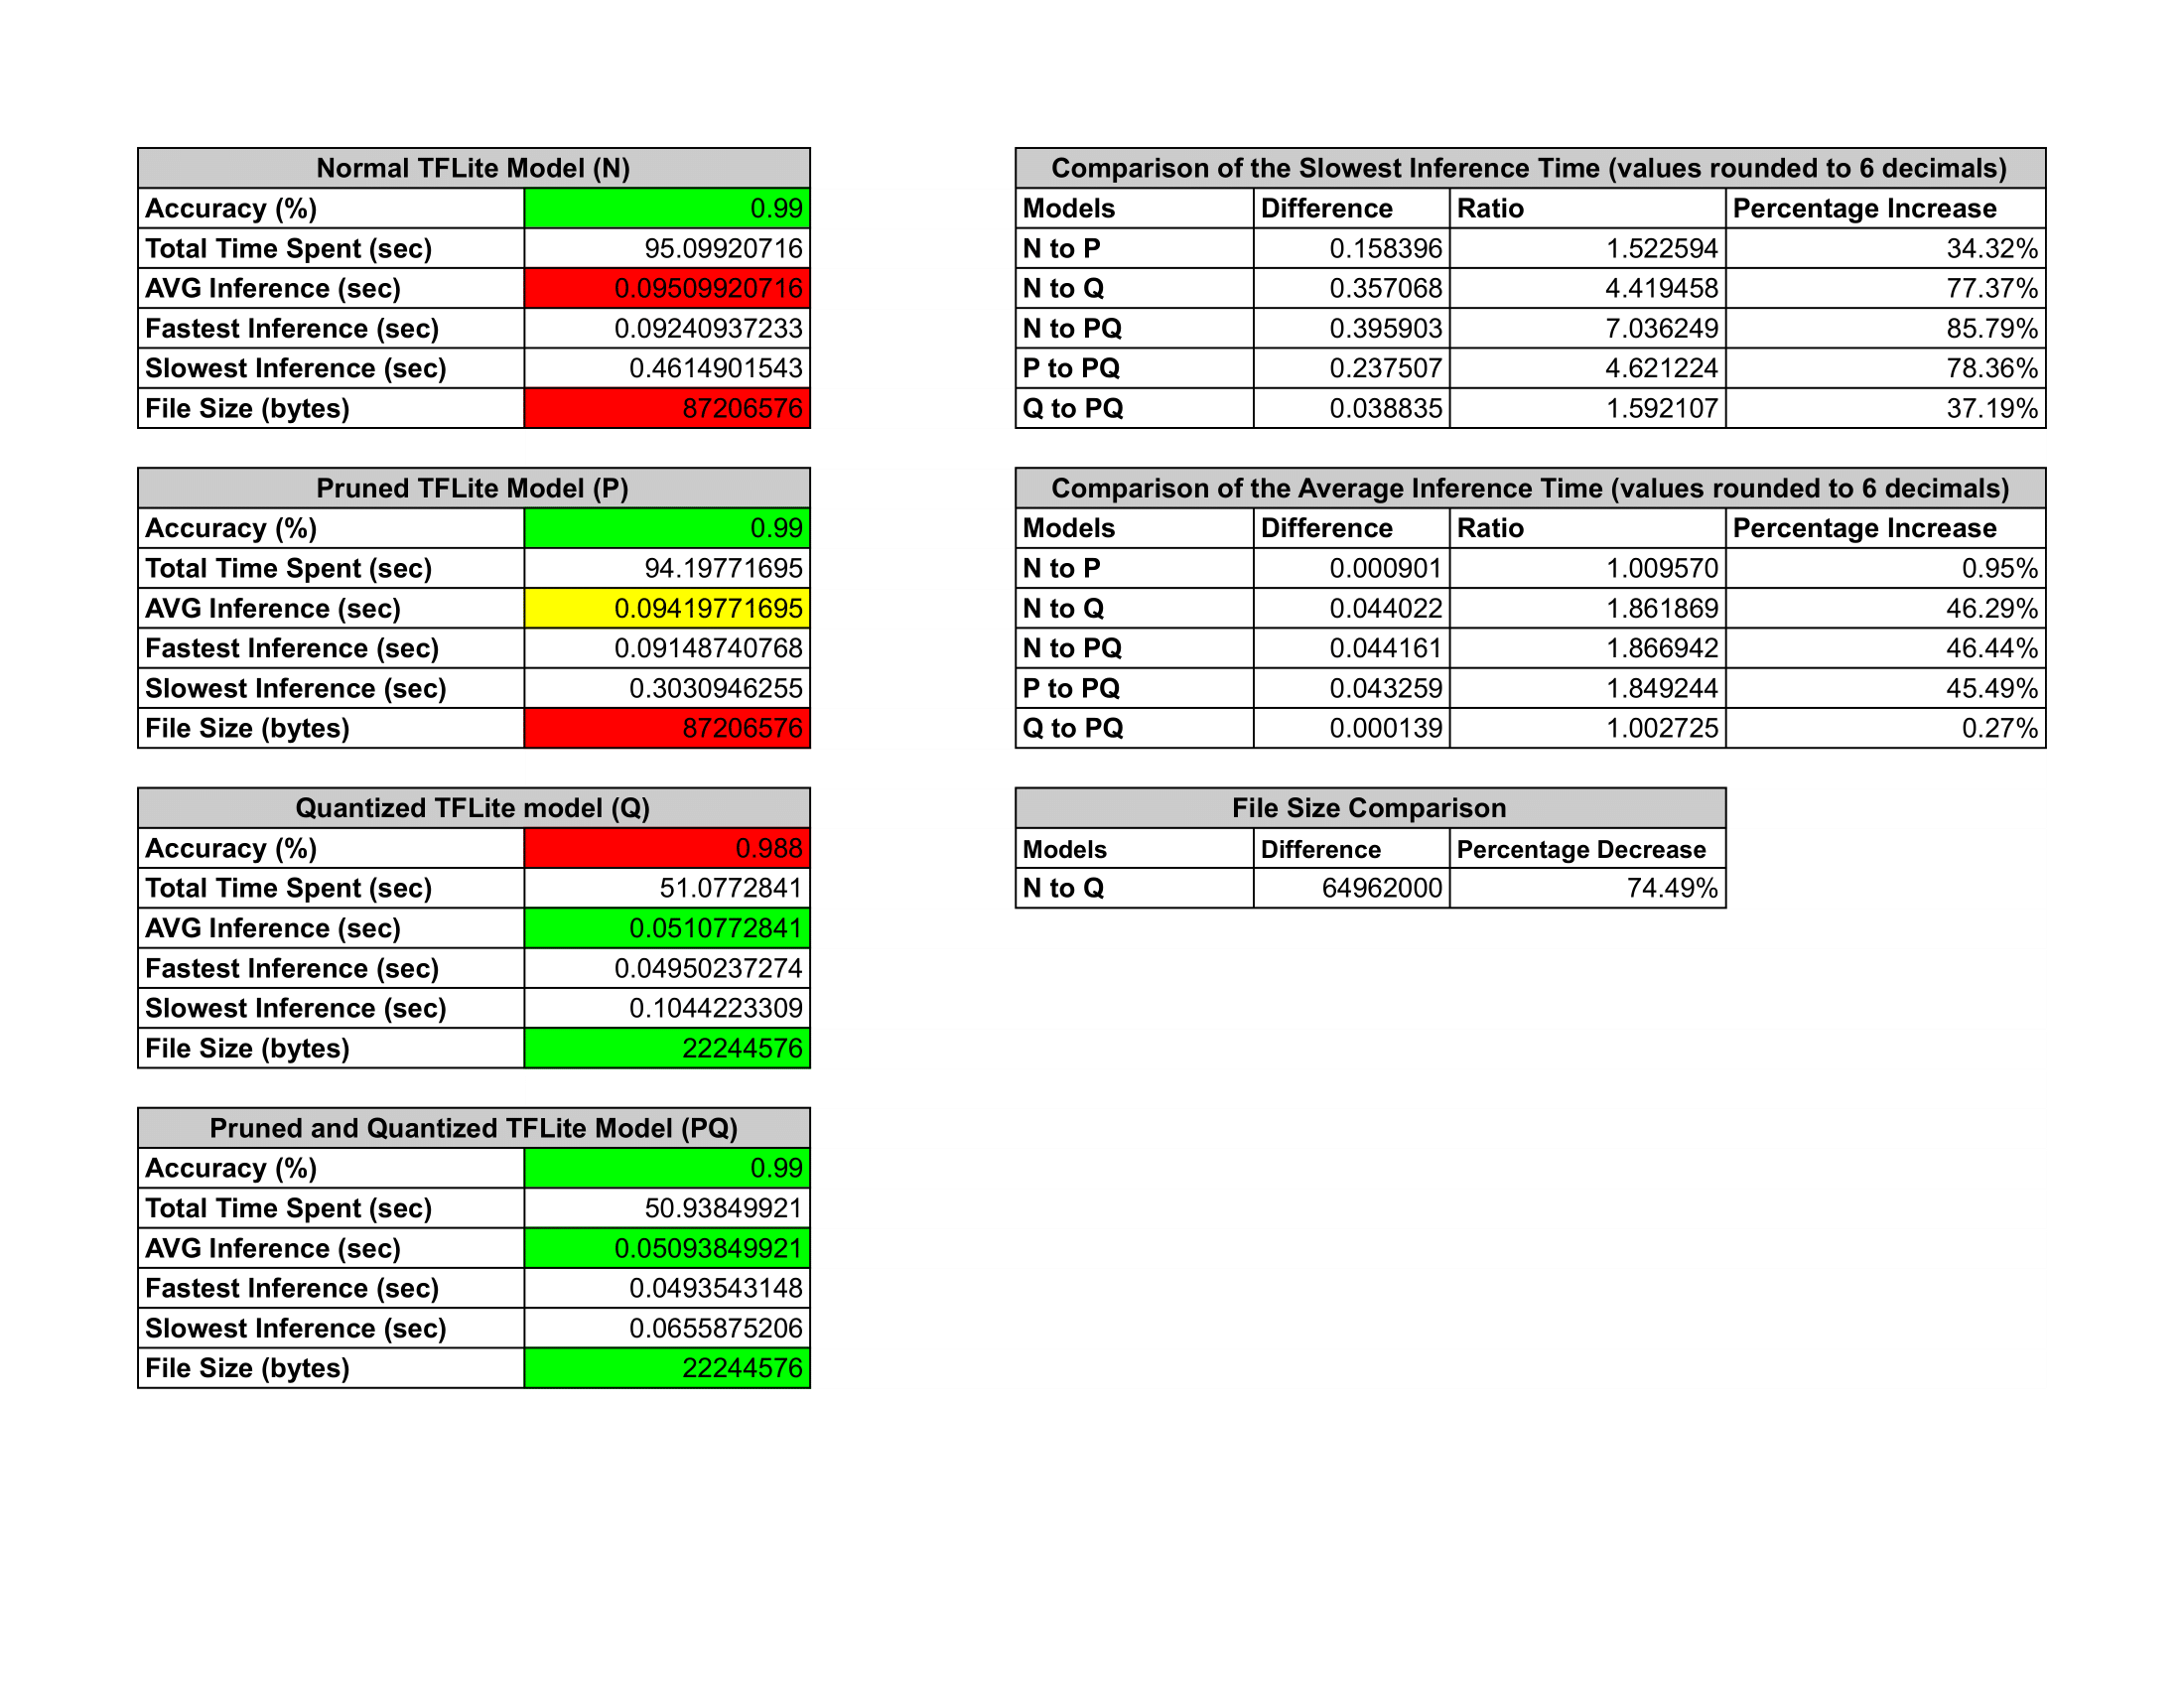 Normal TFLite Model (N)
Accuracy (%) 0.99
Total Time Spent (sec) 95.09920716
AVG Inference (sec) 0.09509920716
Fastest Inference (sec) 0.09240937233
Slowest Inference (sec) 0.4614901543
File Size (bytes) 87206576
Pruned TFLite Model (P)
Accuracy (%) 0.99
Total Time Spent (sec) 94.19771695
AVG Inference (sec) 0.09419771695
Fastest Inference (sec) 0.09148740768
Slowest Inference (sec) 0.3030946255
File Size (bytes) 87206576
Quantized TFLite model (Q)
Accuracy (%) 0.988
Total Time Spent (sec) 51.0772841
AVG Inference (sec) 0.0510772841
Fastest Inference (sec) 0.04950237274
Slowest Inference (sec) 0.1044223309
File Size (bytes) 22244576
Pruned and Quantized TFLite Model (PQ)
Accuracy (%) 0.99
Total Time Spent (sec) 50.93849921
AVG Inference (sec) 0.05093849921
Fastest Inference (sec) 0.0493543148
Slowest Inference (sec) 0.0655875206
File Size (bytes) 22244576
Comparison of the Slowest Inference Time (values rounded to 6 decimals)
Models Difference Ratio Percentage Increase
N to P 0.158396 1.522594 34.32%
N to Q 0.357068 4.419458 77.37%
N to PQ 0.395903 7.036249 85.79%
P to PQ 0.237507 4.621224 78.36%
Q to PQ 0.038835 1.592107 37.19%
Comparison of the Average Inference Time (values rounded to 6 decimals)
Models Difference Ratio Percentage Increase
N to P 0.000901 1.009570 0.95%
N to Q 0.044022 1.861869 46.29%
N to PQ 0.044161 1.866942 46.44%
P to PQ 0.043259 1.849244 45.49%
Q to PQ 0.000139 1.002725 0.27%
File Size Comparison
Models Difference Percentage Decrease
N to Q 64962000 74.49%